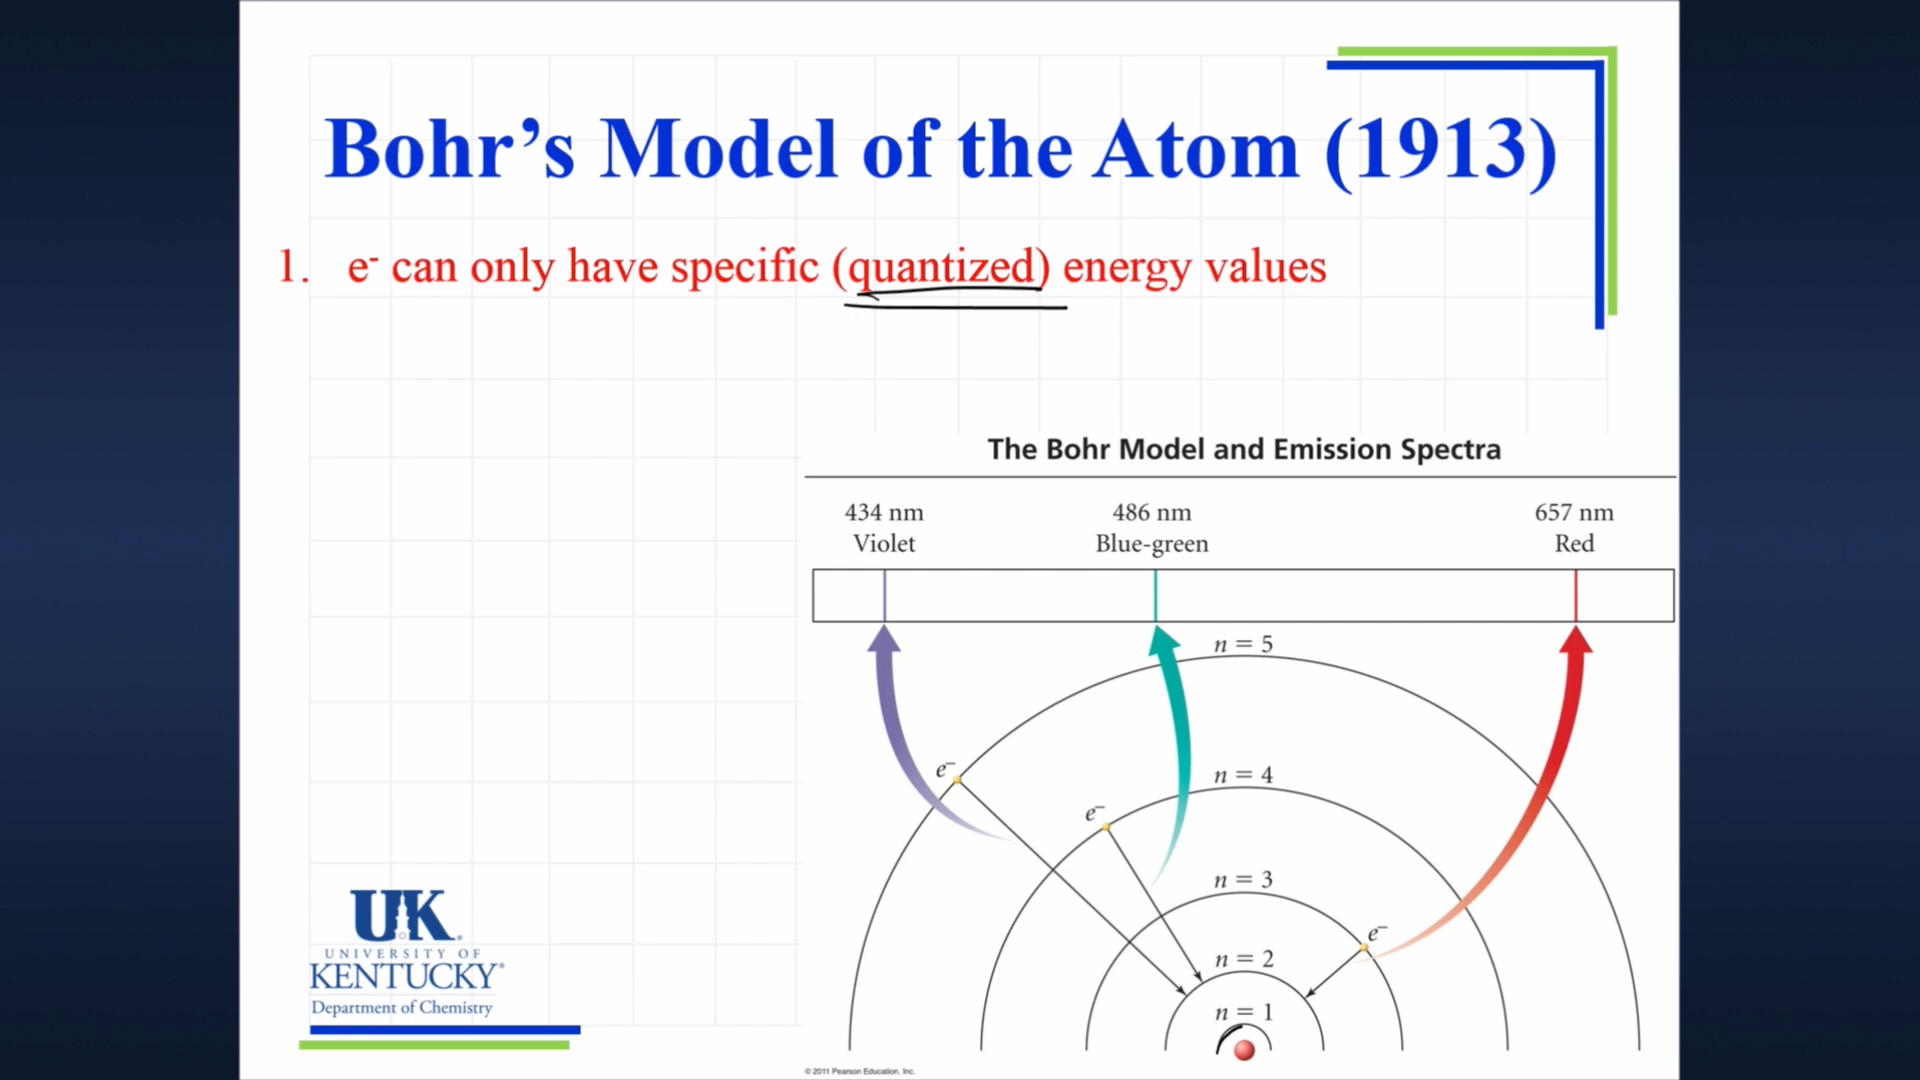 Bohr’s Model of the Atom (1913)
1. e- can only have specific (quantized) energy values
The Bohr Model and Emission Spectra
434 nm 486 nm 657 nm
Violet Blue-green Red
n = 5
e−
n = 4
e−
n = 3
e−
n = 2
n = 1
UK®
UNIVERSITY OF
KENTUCKY®
Department of Chemistry
© 2011 Pearson Education, Inc.